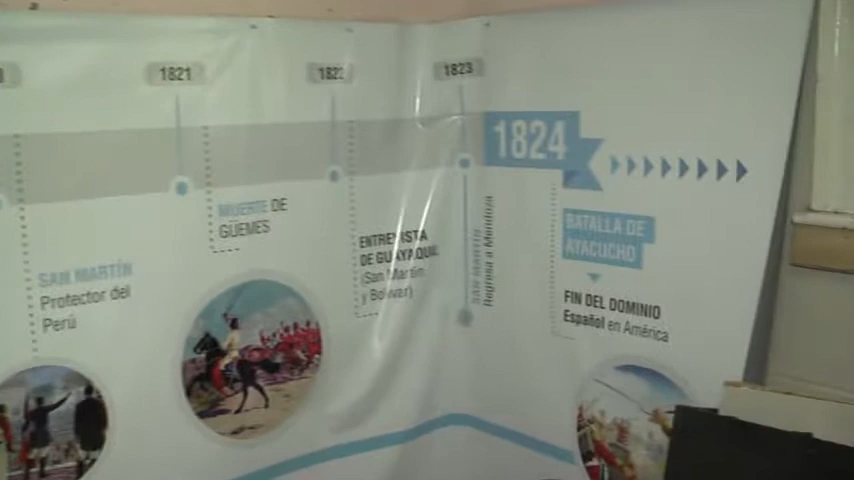 1821
1822
1823
1824
SAN MARTÍN
Protector del
Perú
MUERTE DE
GÜEMES
ENTREVISTA
DE GUAYAQUIL
(San Martín
y Bolívar)
SAN MARTÍN
Regresa a Mendoza
BATALLA DE
AYACUCHO
FIN DEL DOMINIO
Español en América